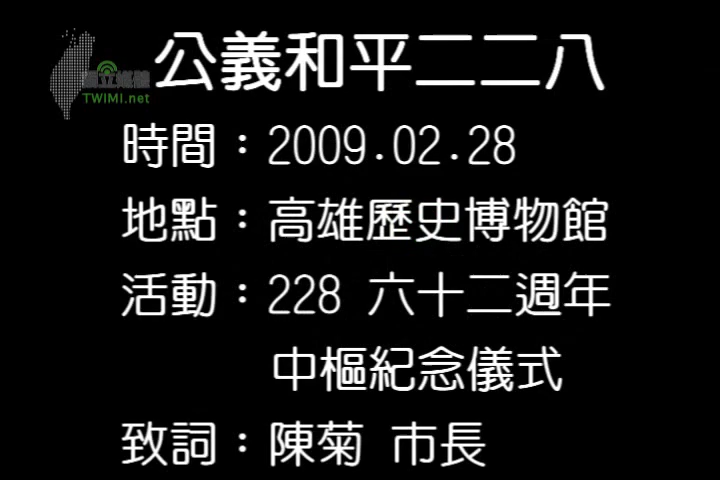 公義和平二二八
TWIMI.net
時間：2009.02.28
地點：高雄歷史博物館
活動：228 六十二週年
中樞紀念儀式
致詞：陳菊 市長